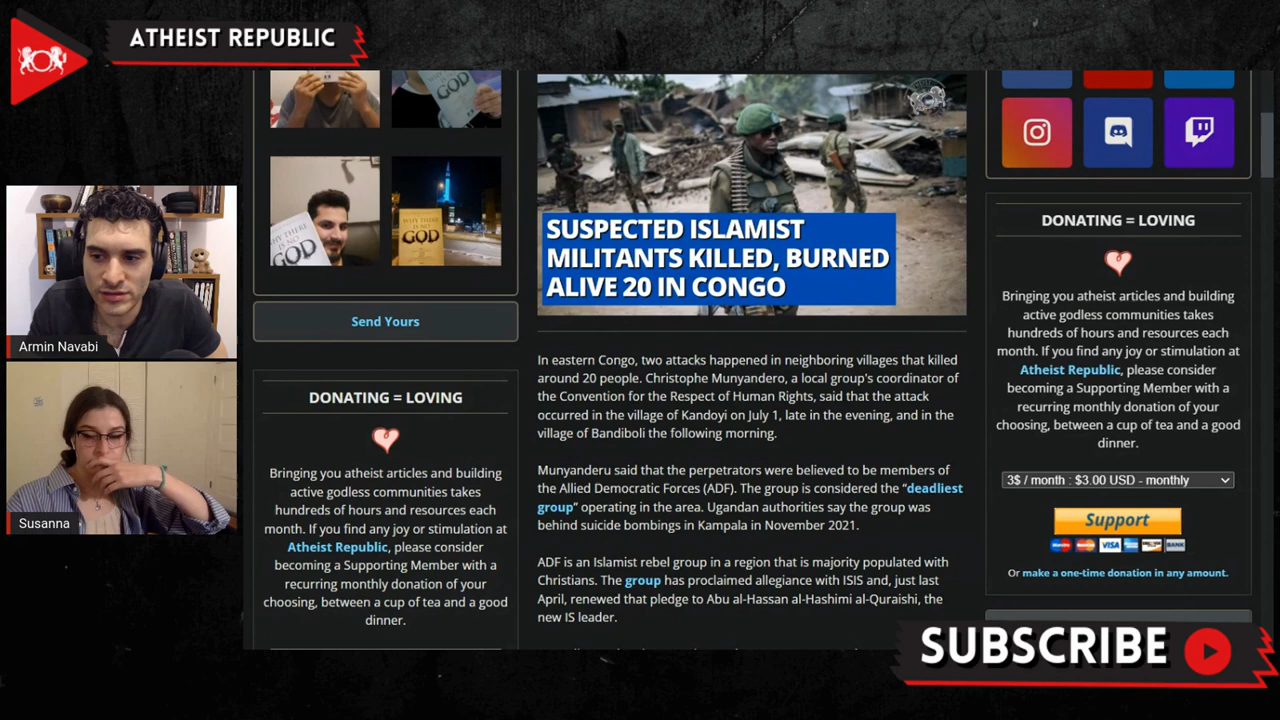 ATHEIST REPUBLIC
Armin Navabi
Susanna
GOD
WHY THERE
IS NO
GOD
GOD
Send Yours
DONATING = LOVING
Bringing you atheist articles and building
active godless communities takes
hundreds of hours and resources each
month. If you find any joy or stimulation at
Atheist Republic, please consider
becoming a Supporting Member with a
recurring monthly donation of your
choosing, between a cup of tea and a good
dinner.
SUSPECTED ISLAMIST
MILITANTS KILLED, BURNED
ALIVE 20 IN CONGO
In eastern Congo, two attacks happened in neighboring villages that killed
around 20 people. Christophe Munyandero, a local group's coordinator of
the Convention for the Respect of Human Rights, said that the attack
occurred in the village of Kandoyi on July 1, late in the evening, and in the
village of Bandiboli the following morning.
Munyanderu said that the perpetrators were believed to be members of
the Allied Democratic Forces (ADF). The group is considered the “deadliest
group” operating in the area. Ugandan authorities say the group was
behind suicide bombings in Kampala in November 2021.
ADF is an Islamist rebel group in a region that is majority populated with
Christians. The group has proclaimed allegiance with ISIS and, just last
April, renewed that pledge to Abu al-Hassan al-Hashimi al-Quraishi, the
new IS leader.
DONATING = LOVING
Bringing you atheist articles and building
active godless communities takes
hundreds of hours and resources each
month. If you find any joy or stimulation at
Atheist Republic, please consider
becoming a Supporting Member with a
recurring monthly donation of your
choosing, between a cup of tea and a good
dinner.
3$ / month : $3.00 USD - monthly
Support
VISA
BANK
Or make a one-time donation in any amount.
SUBSCRIBE